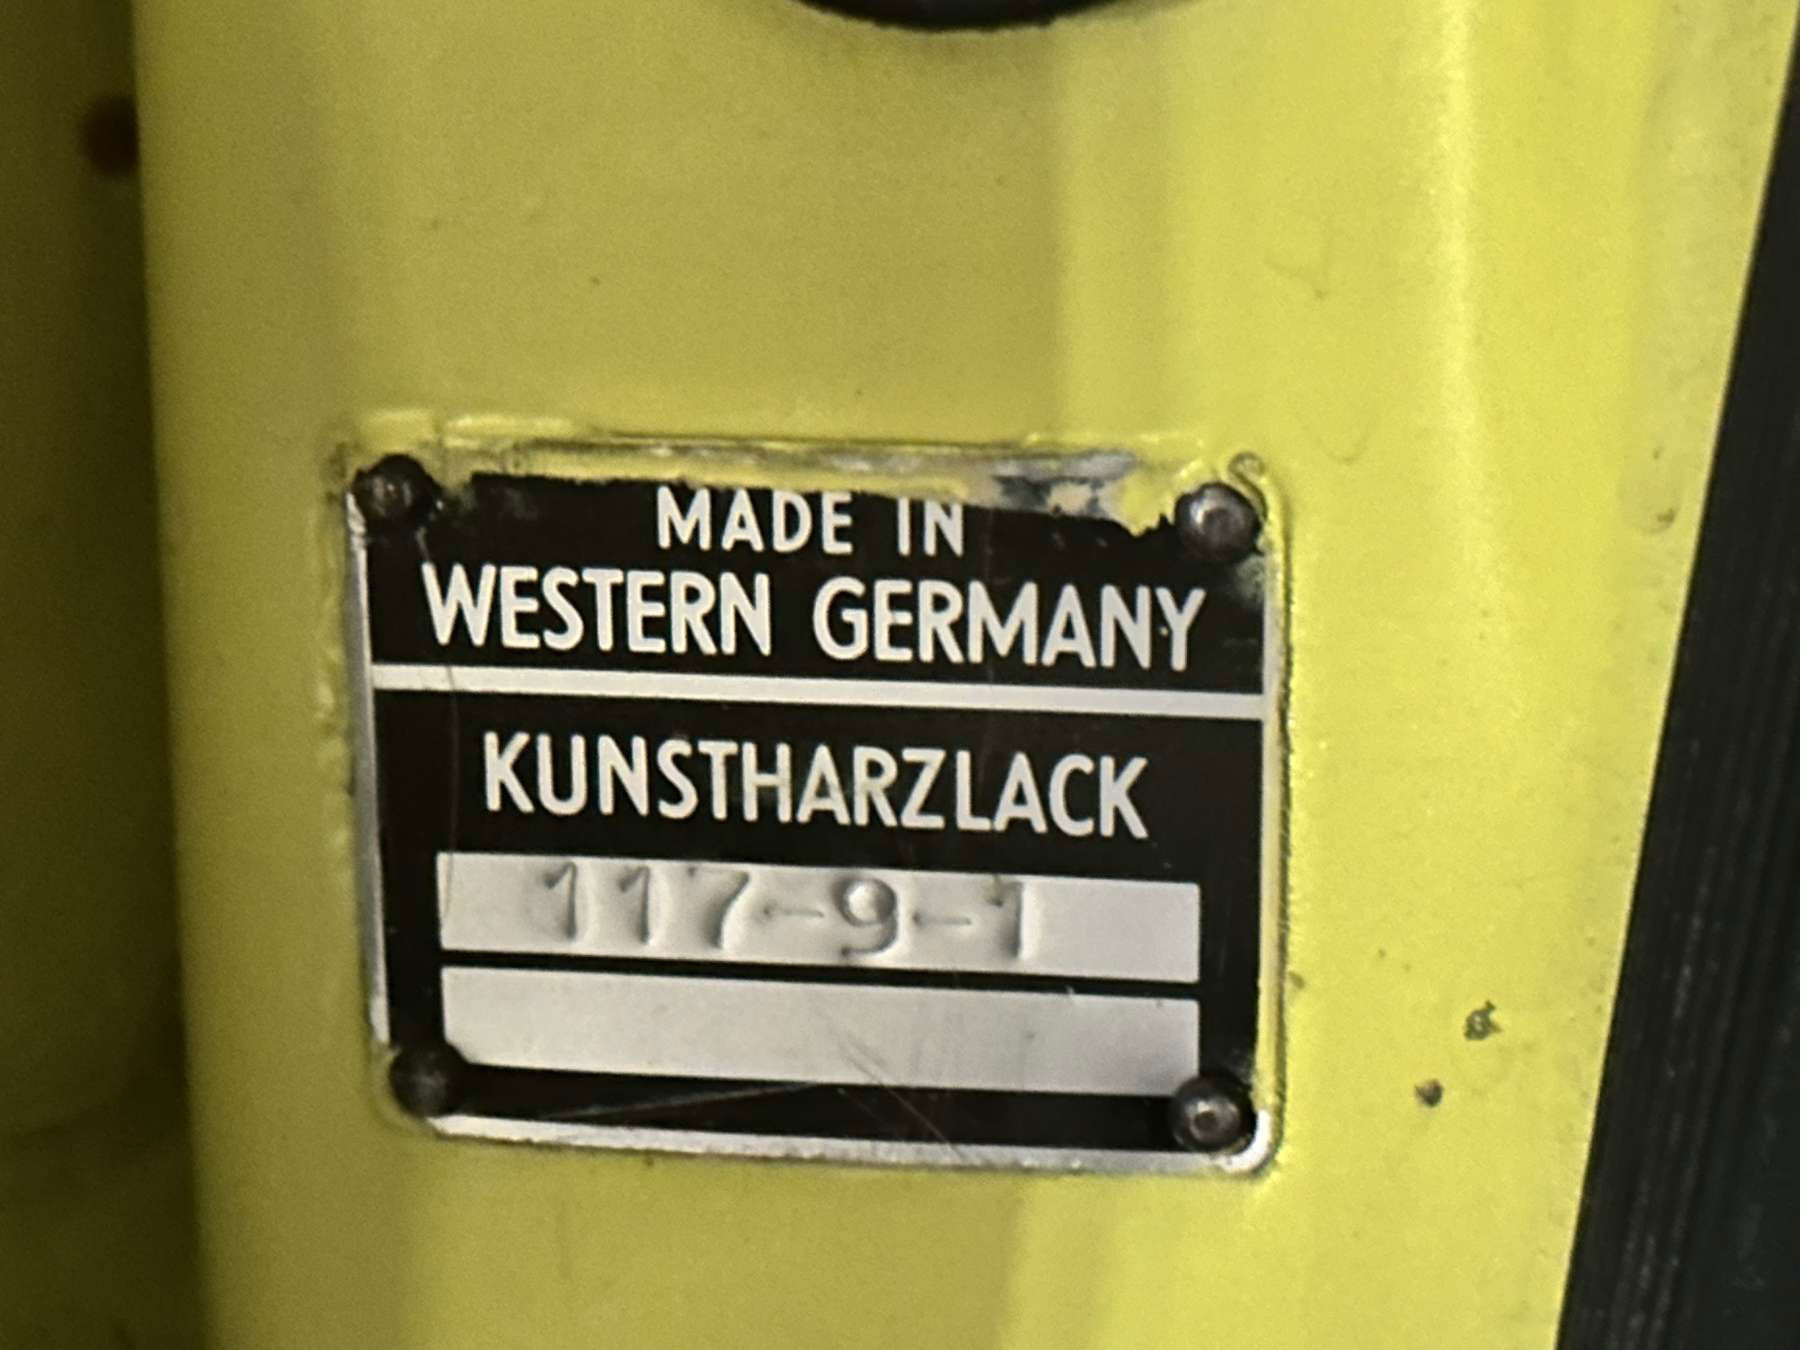 MADE IN
WESTERN GERMANY
KUNSTHARZLACK
117-9-1